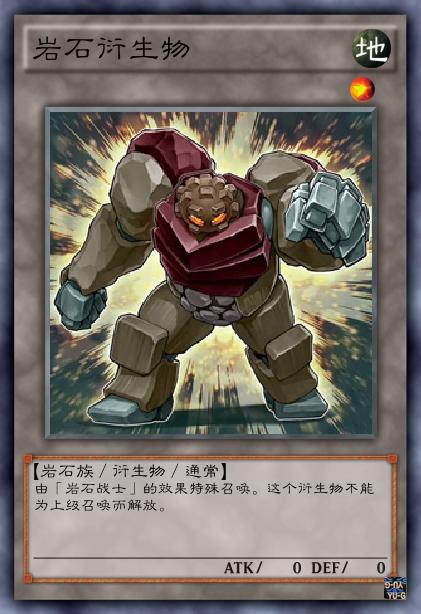 岩石衍生物
地
【岩石族 / 衍生物 / 通常】
由「岩石战士」的效果特殊召唤。这个衍生物不能
为上级召唤而解放。
ATK / 0 DEF / 0